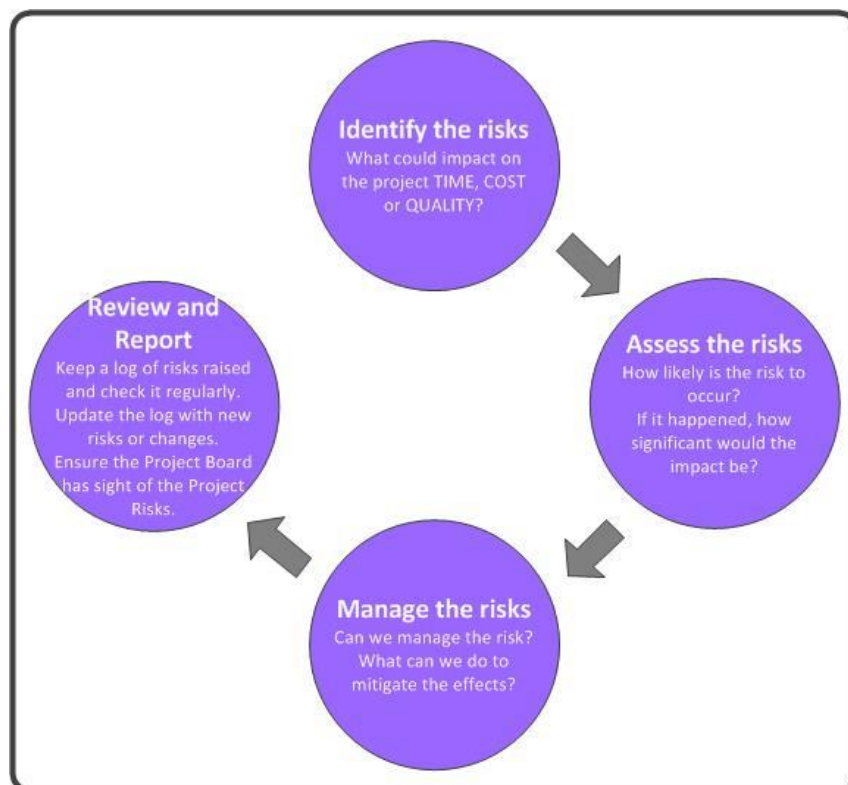 Identify the risks
What could impact on
the project TIME, COST
or QUALITY?
Assess the risks
How likely is the risk to
occur?
If it happened, how
significant would the
impact be?
Manage the risks
Can we manage the risk?
What can we do to
mitigate the effects?
Review and
Report
Keep a log of risks raised
and check it regularly.
Update the log with new
risks or changes.
Ensure the Project Board
has sight of the Project
Risks.